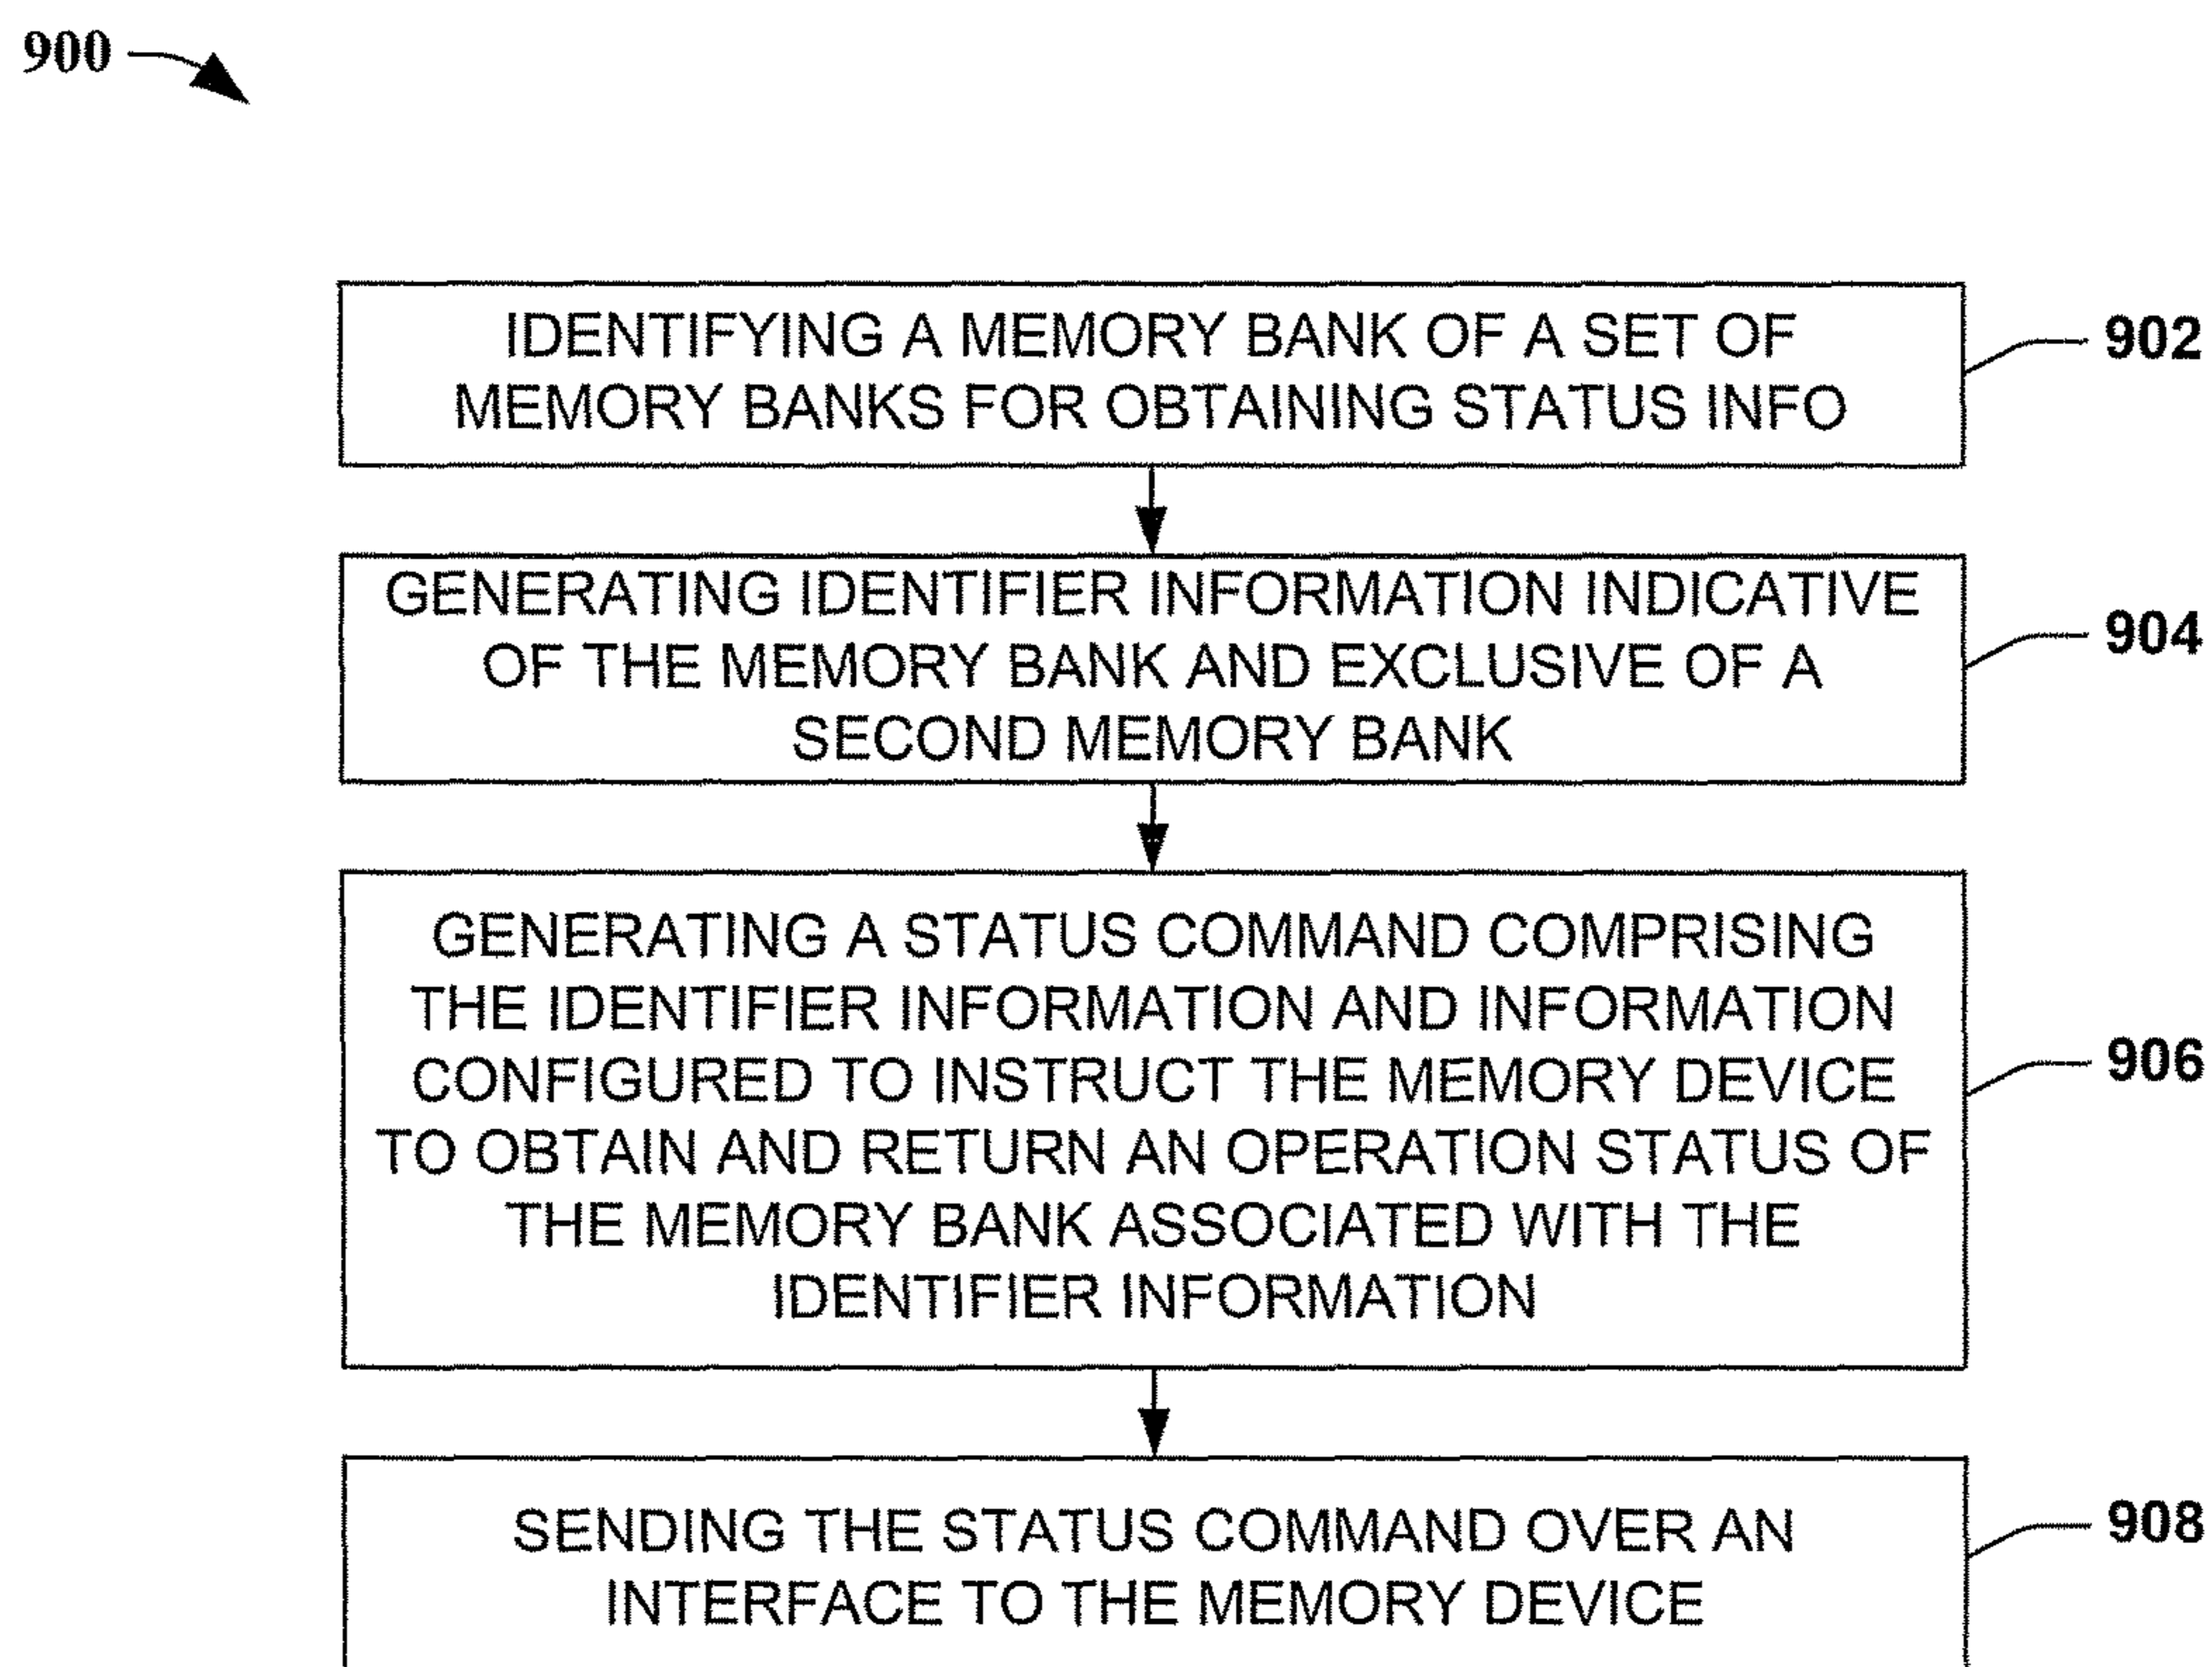 900
IDENTIFYING A MEMORY BANK OF A SET OF
MEMORY BANKS FOR OBTAINING STATUS INFO
902
GENERATING IDENTIFIER INFORMATION INDICATIVE
OF THE MEMORY BANK AND EXCLUSIVE OF A
SECOND MEMORY BANK
904
GENERATING A STATUS COMMAND COMPRISING
THE IDENTIFIER INFORMATION AND INFORMATION
CONFIGURED TO INSTRUCT THE MEMORY DEVICE
TO OBTAIN AND RETURN AN OPERATION STATUS OF
THE MEMORY BANK ASSOCIATED WITH THE
IDENTIFIER INFORMATION
906
SENDING THE STATUS COMMAND OVER AN
INTERFACE TO THE MEMORY DEVICE
908